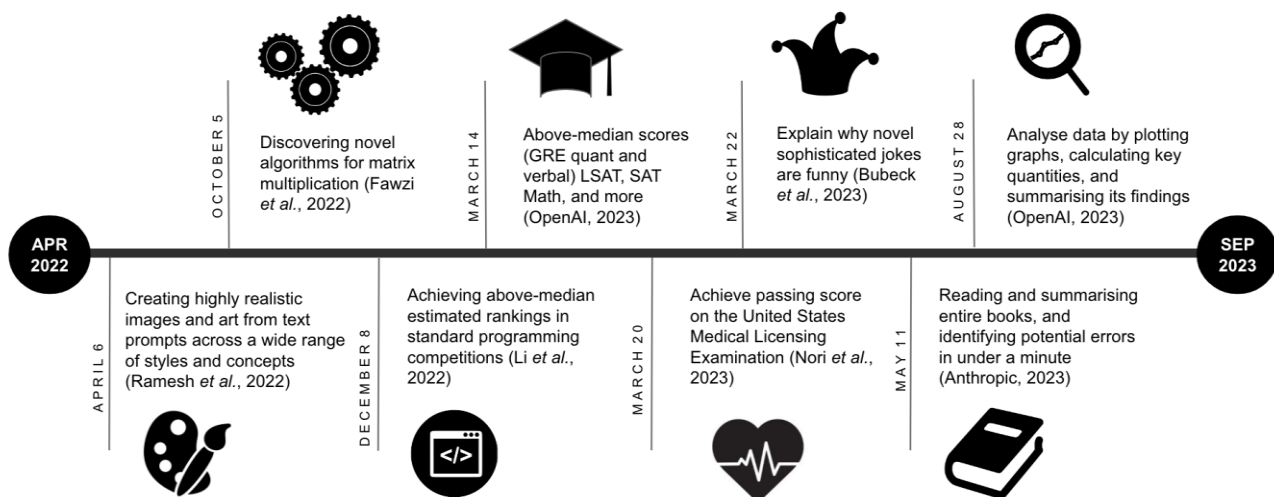 OCTOBER 5
Discovering novel
algorithms for matrix
multiplication (Fawzi
et al., 2022)
MARCH 14
Above-median scores
(GRE quant and
verbal) LSAT, SAT
Math, and more
(OpenAI, 2023)
MARCH 22
Explain why novel
sophisticated jokes
are funny (Bubeck
et al., 2023)
AUGUST 28
Analyse data by plotting
graphs, calculating key
quantities, and
summarising its findings
(OpenAI, 2023)
APR
2022
SEP
2023
APRIL 6
Creating highly realistic
images and art from text
prompts across a wide range
of styles and concepts
(Ramesh et al., 2022)
DECEMBER 8
Achieving above-median
estimated rankings in
standard programming
competitions (Li et al.,
2022)
</>
MARCH 20
Achieve passing score
on the United States
Medical Licensing
Examination (Nori et al.,
2023)
MAY 11
Reading and summarising
entire books, and
identifying potential errors
in under a minute
(Anthropic, 2023)